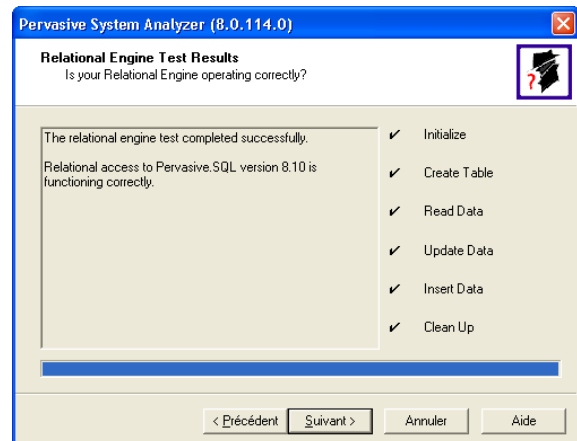 Pervasive System Analyzer (8.0.114.0)
Relational Engine Test Results
Is your Relational Engine operating correctly?
?
The relational engine test completed successfully.
Relational access to Pervasive.SQL version 8.10 is
functioning correctly.
Initialize
Create Table
Read Data
Update Data
Insert Data
Clean Up
< Précédent
Suivant >
Annuler
Aide